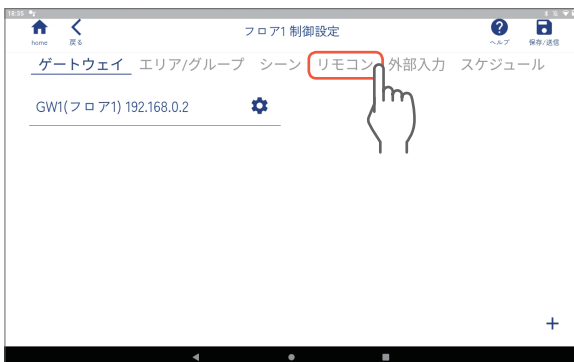 18:36
home
戻る
フロア1 制御設定
ヘルプ
保存/送信
ゲートウェイ エリア/グループ シーン リモコン 外部入力 スケジュール
GW1(フロア1) 192.168.0.2